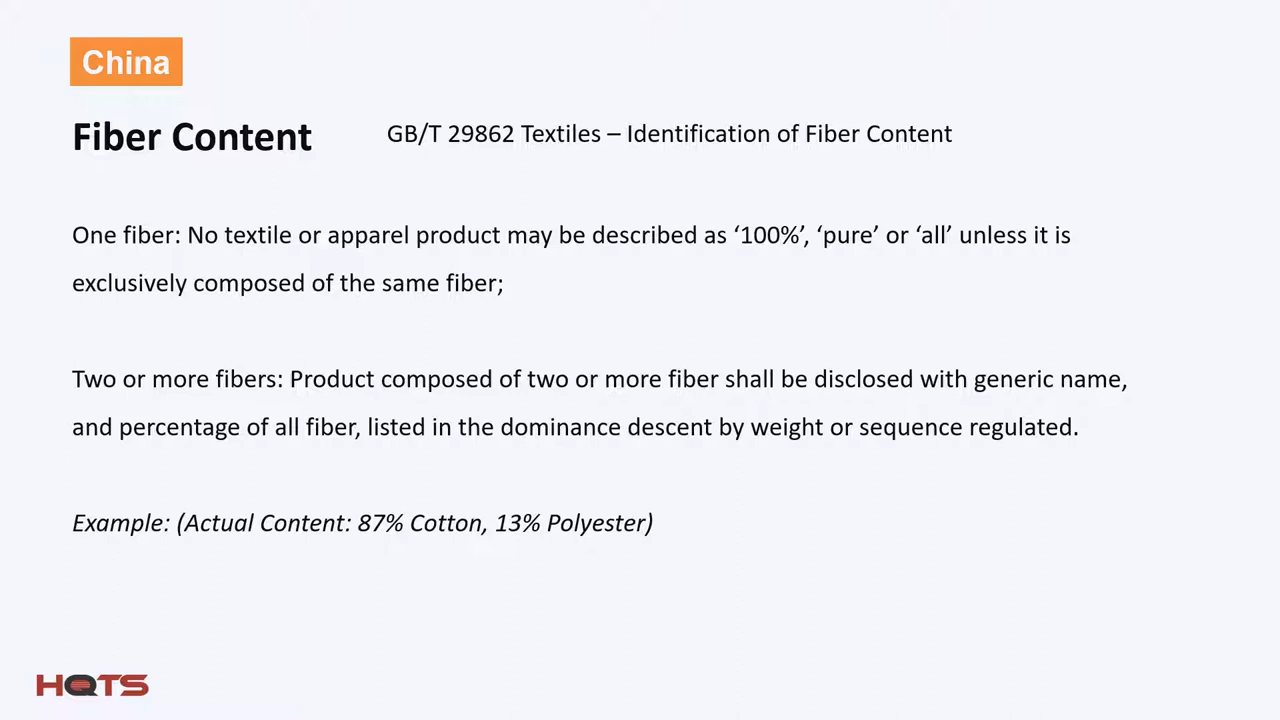 China
Fiber Content
GB/T 29862 Textiles – Identification of Fiber Content
One fiber: No textile or apparel product may be described as ‘100%’, ‘pure’ or ‘all’ unless it is
exclusively composed of the same fiber;
Two or more fibers: Product composed of two or more fiber shall be disclosed with generic name,
and percentage of all fiber, listed in the dominance descent by weight or sequence regulated.
Example: (Actual Content: 87% Cotton, 13% Polyester)
HQTS